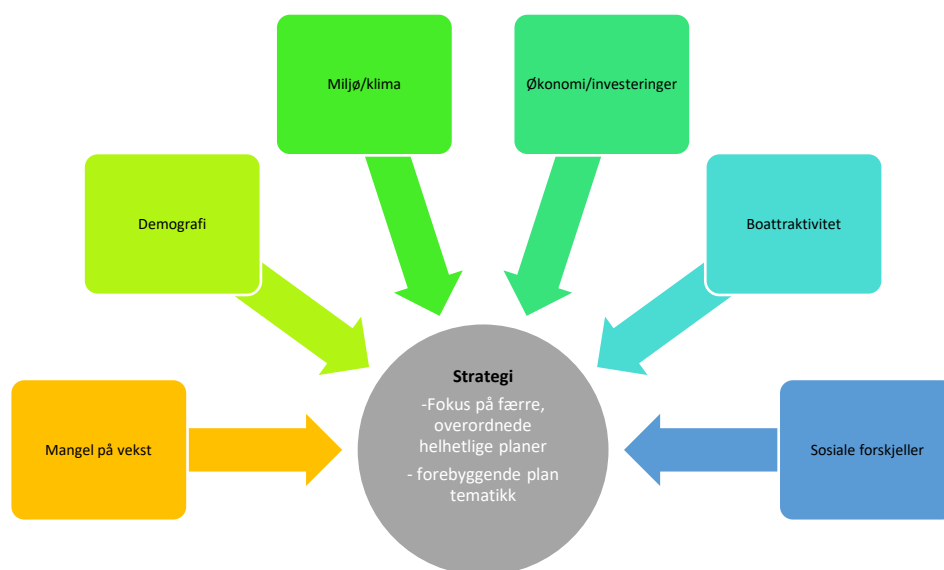 Miljø/klima
Økonomi/investeringer
Demografi
Boattraktivitet
Mangel på vekst
Sosiale forskjeller
Strategi
-Fokus på færre,
overordnede
helhetlige planer
- forebyggende plan
tematikk